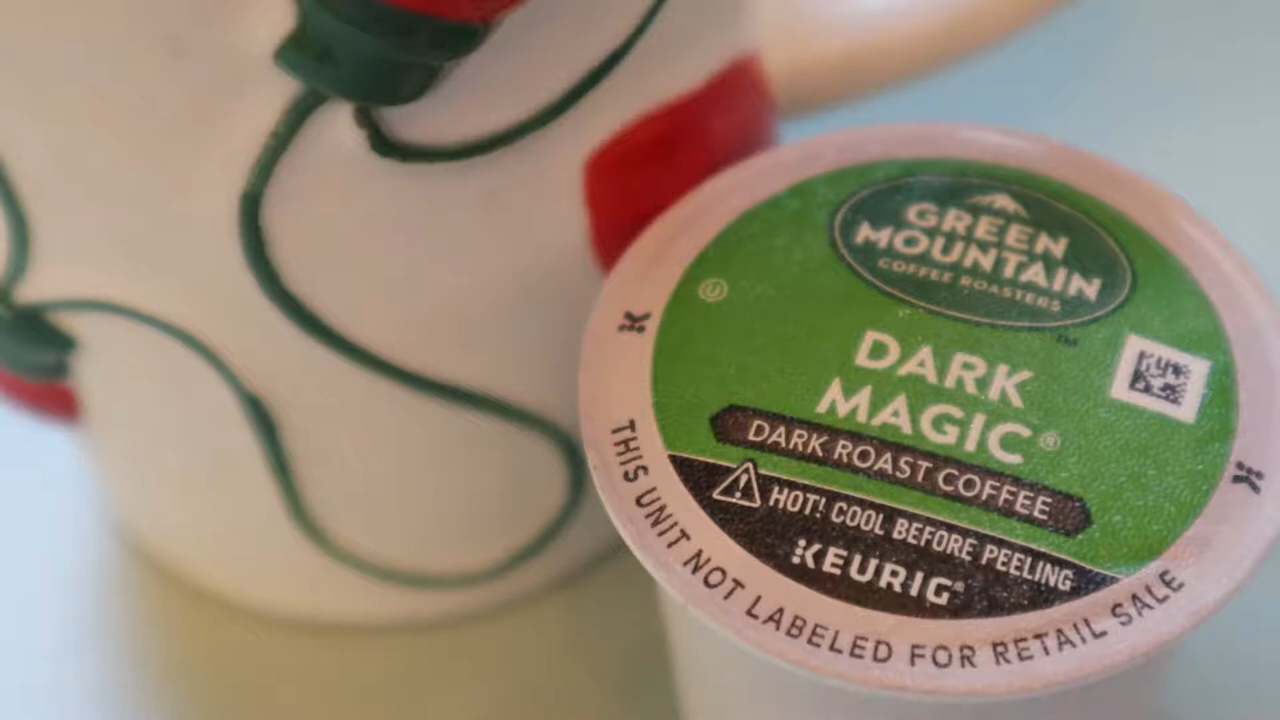 GREEN
MOUNTAIN
COFFEE ROASTERS
TM
U
DARK
MAGIC®
DARK ROAST COFFEE
HOT! COOL BEFORE PEELING
KEURIG®
THIS UNIT NOT LABELED FOR RETAIL SALE